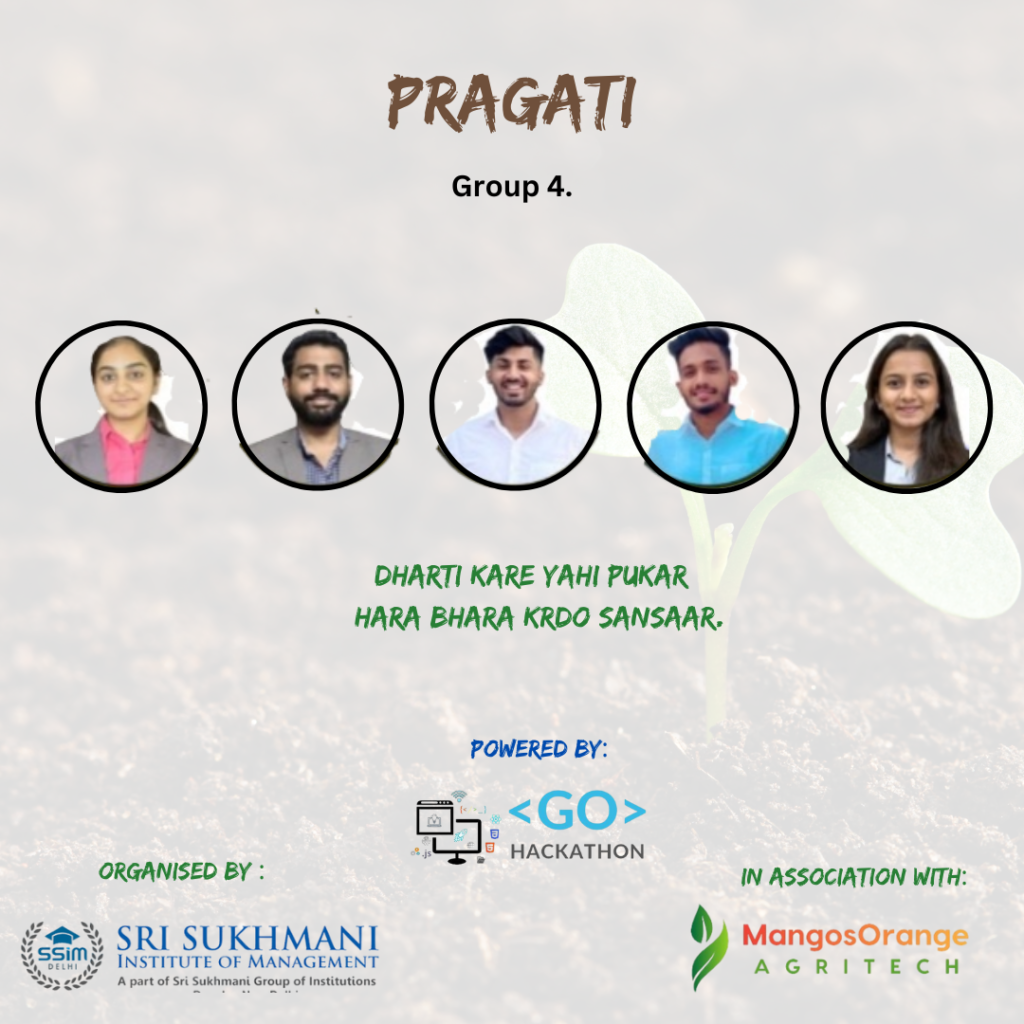 PRAGATI
Group 4.
DHARTI KARE YAHI PUKAR
HARA BHARA KRDO SANSAAR.
POWERED BY:
<GO>
HACKATHON
ORGANISED BY :
SSIM
DELHI
SRI SUKHMANI
INSTITUTE OF MANAGEMENT
A part of Sri Sukhmani Group of Institutions
IN ASSOCIATION WITH:
MangosOrange
AGRITECH